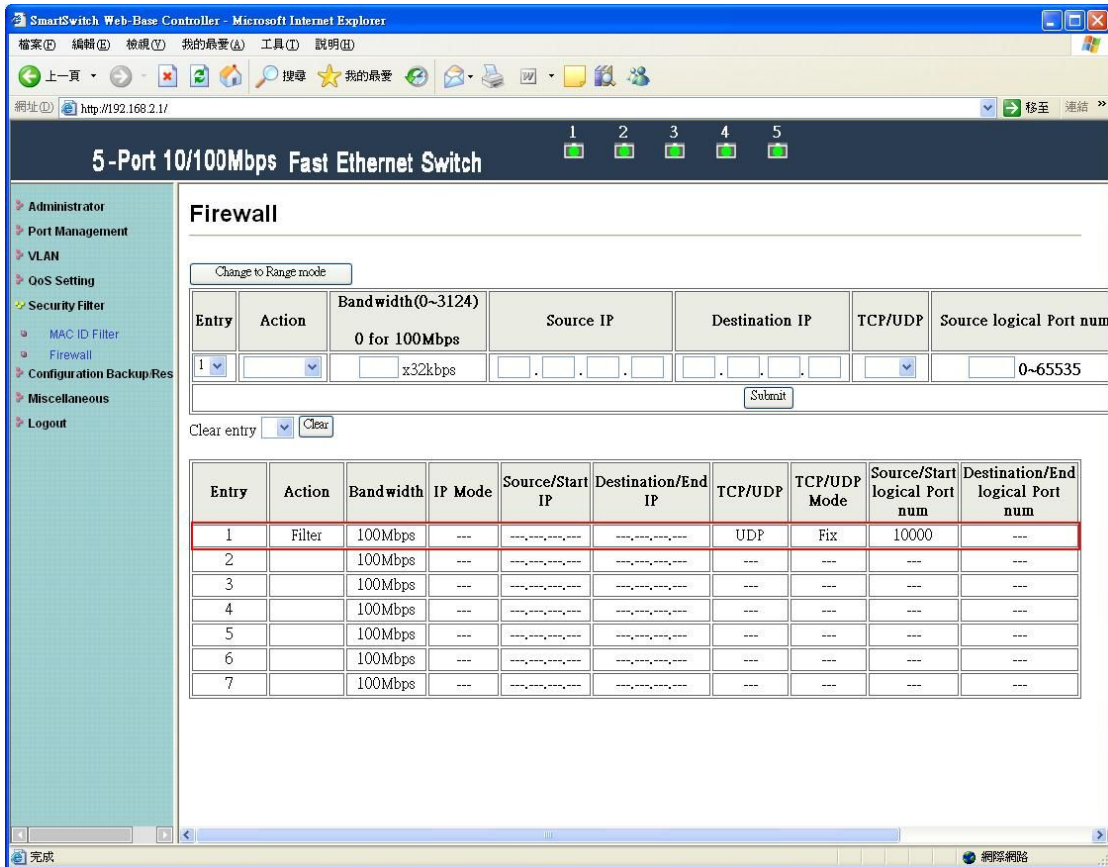 SmartSwitch Web-Base Controller - Microsoft Internet Explorer
檔案(F) 編輯(E) 檢視(V) 我的最愛(A) 工具(T) 說明(H)
上一頁 搜尋 我的最愛
網址(D) http://192.168.2.1/ 移至 連結 »
1 2 3 4 5
5-Port 10/100Mbps Fast Ethernet Switch
Administrator
Port Management
VLAN
QoS Setting
Security Filter
MAC ID Filter
Firewall
Configuration Backup/Res
Miscellaneous
Logout
Firewall
Change to Range mode
Entry Action Bandwidth(0~3124) 0 for 100Mbps Source IP Destination IP TCP/UDP Source logical Port num
1 x32kbps . . . . . . 0~65535
Submit
Clear entry Clear
Entry Action Bandwidth IP Mode Source/Start IP Destination/End IP TCP/UDP TCP/UDP Mode Source/Start logical Port num Destination/End logical Port num
1 Filter 100Mbps --- ---.---.---.--- ---.---.---.--- UDP Fix 10000 ---
2 100Mbps --- ---.---.---.--- ---.---.---.--- --- --- --- ---
3 100Mbps --- ---.---.---.--- ---.---.---.--- --- --- --- ---
4 100Mbps --- ---.---.---.--- ---.---.---.--- --- --- --- ---
5 100Mbps --- ---.---.---.--- ---.---.---.--- --- --- --- ---
6 100Mbps --- ---.---.---.--- ---.---.---.--- --- --- --- ---
7 100Mbps --- ---.---.---.--- ---.---.---.--- --- --- --- ---
完成 網際網路